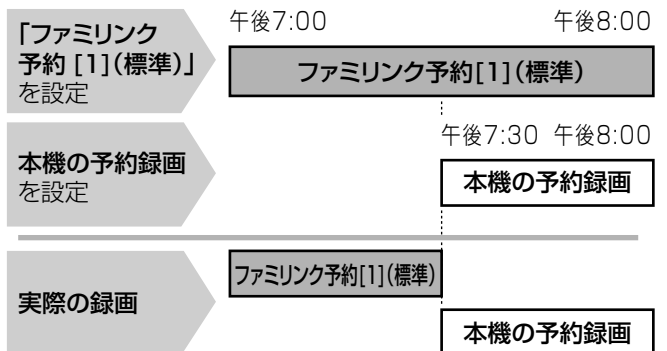 午後7:00 午後8:00
「ファミリンク
予約 [1](標準)」
を設定
ファミリンク予約[1](標準)
午後7:30 午後8:00
本機の予約録画
を設定
本機の予約録画
ファミリンク予約[1](標準)
実際の録画
本機の予約録画